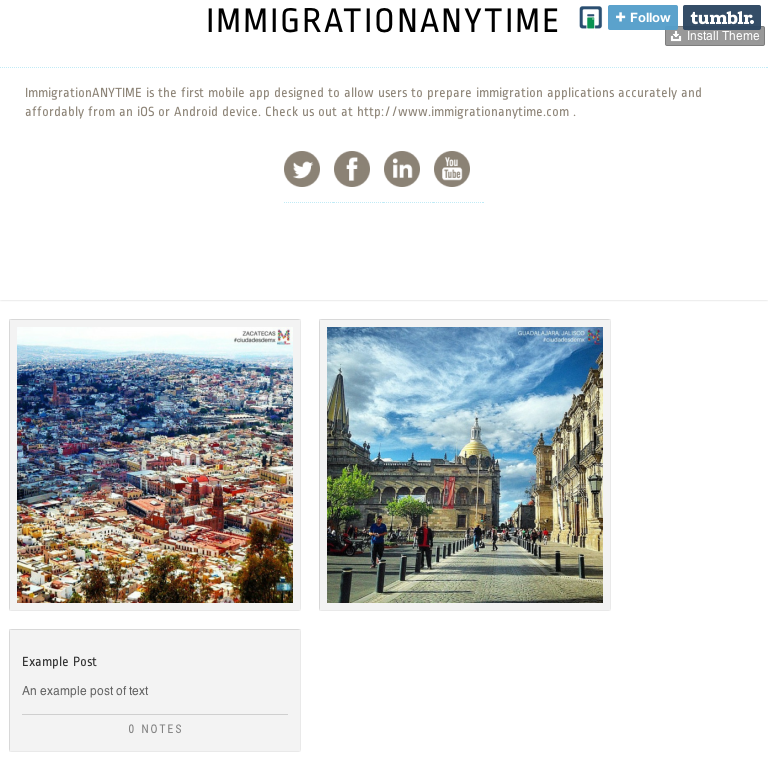 IMMIGRATIONANYTIME
Follow
tumblr.
Install Theme
ImmigrationANYTIME is the first mobile app designed to allow users to prepare immigration applications accurately and
affordably from an iOS or Android device. Check us out at http://www.immigrationanytime.com .
You
Tube
ZACATECAS
#ciudadesdemx
GUADALAJARA, JALISCO
#ciudadesdemx
Example Post
An example post of text
0 NOTES